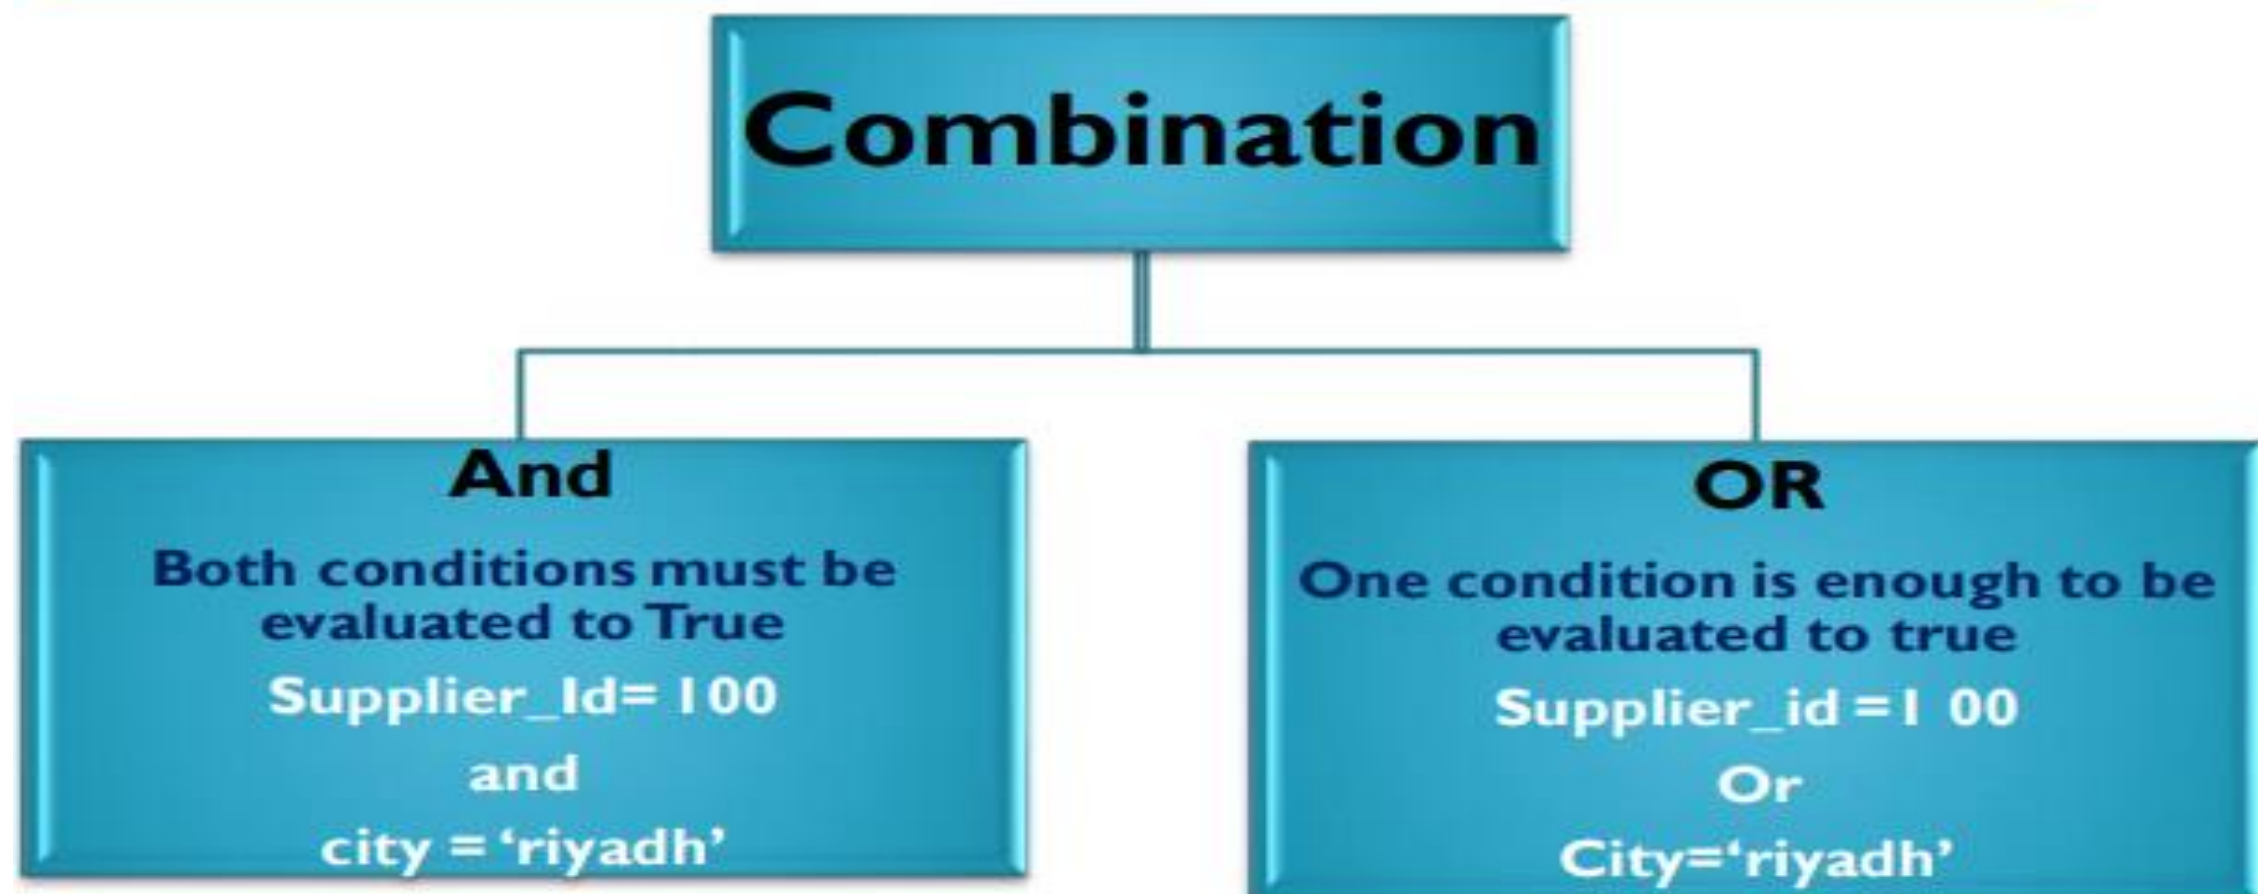 Combination
And
Both conditions must be
evaluated to True
Supplier_Id= 100
and
city = ‘riyadh’
OR
One condition is enough to be
evaluated to true
Supplier_id =1 00
Or
City=‘riyadh’